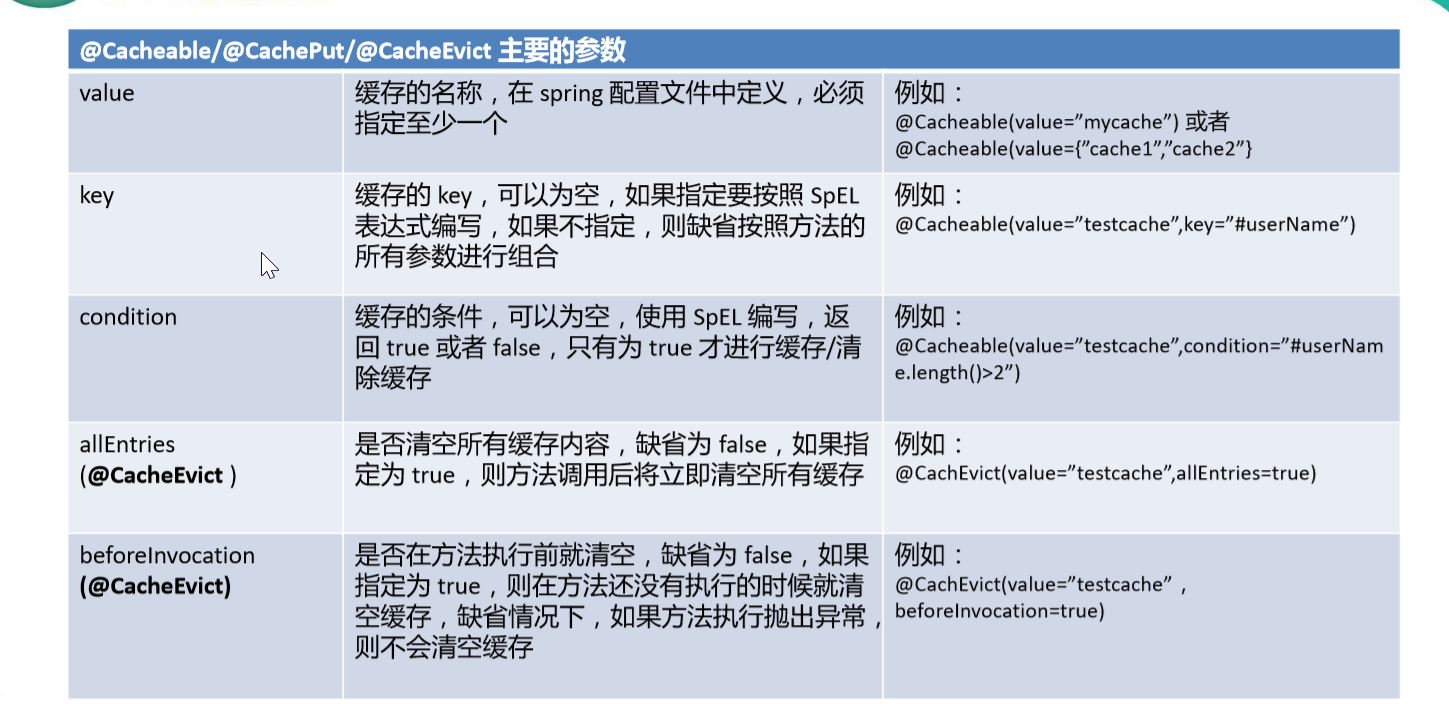 @Cacheable/@CachePut/@CacheEvict 主要的参数
value
缓存的名称，在 spring 配置文件中定义，必须
指定至少一个
例如：
@Cacheable(value=”mycache”) 或者
@Cacheable(value={”cache1”,”cache2”}
key
缓存的 key，可以为空，如果指定要按照 SpEL
表达式编写，如果不指定，则缺省按照方法的
所有参数进行组合
例如：
@Cacheable(value=”testcache”,key=”#userName”)
condition
缓存的条件，可以为空，使用 SpEL 编写，返
回 true 或者 false，只有为 true 才进行缓存/清
除缓存
例如：
@Cacheable(value=”testcache”,condition=”#userNam
e.length()>2”)
allEntries
(@CacheEvict )
是否清空所有缓存内容，缺省为 false，如果指
定为 true，则方法调用后将立即清空所有缓存
例如：
@CachEvict(value=”testcache”,allEntries=true)
beforeInvocation
(@CacheEvict)
是否在方法执行前就清空，缺省为 false，如果
指定为 true，则在方法还没有执行的时候就清
空缓存，缺省情况下，如果方法执行抛出异常，
则不会清空缓存
例如：
@CachEvict(value=”testcache”，
beforeInvocation=true)